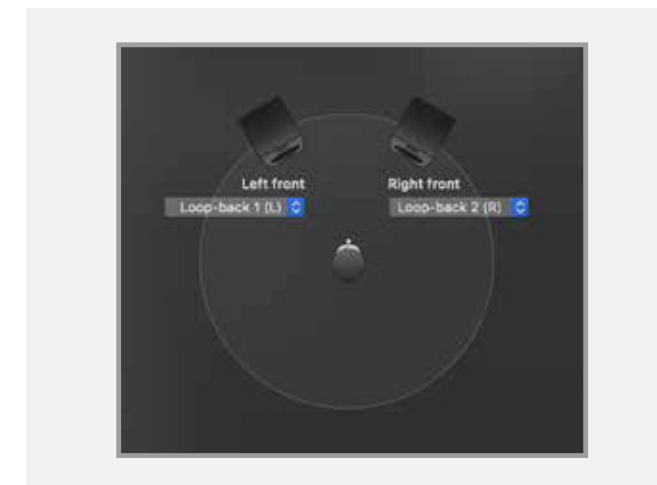 Left front
Right front
Loop-back 1 (L)
Loop-back 2 (R)